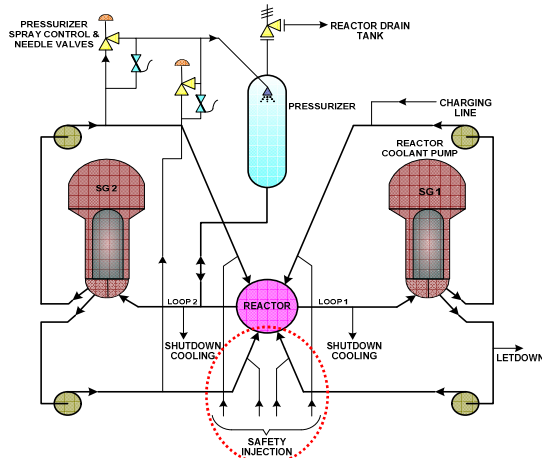 PRESSURIZER
SPRAY CONTROL &
NEEDLE VALVES
REACTOR DRAIN
TANK
PRESSURIZER
CHARGING
LINE
REACTOR
COOLANT PUMP
SG 2
SG 1
LOOP 2
REACTOR
LOOP 1
SHUTDOWN
COOLING
SHUTDOWN
COOLING
LETDOWN
SAFETY
INJECTION